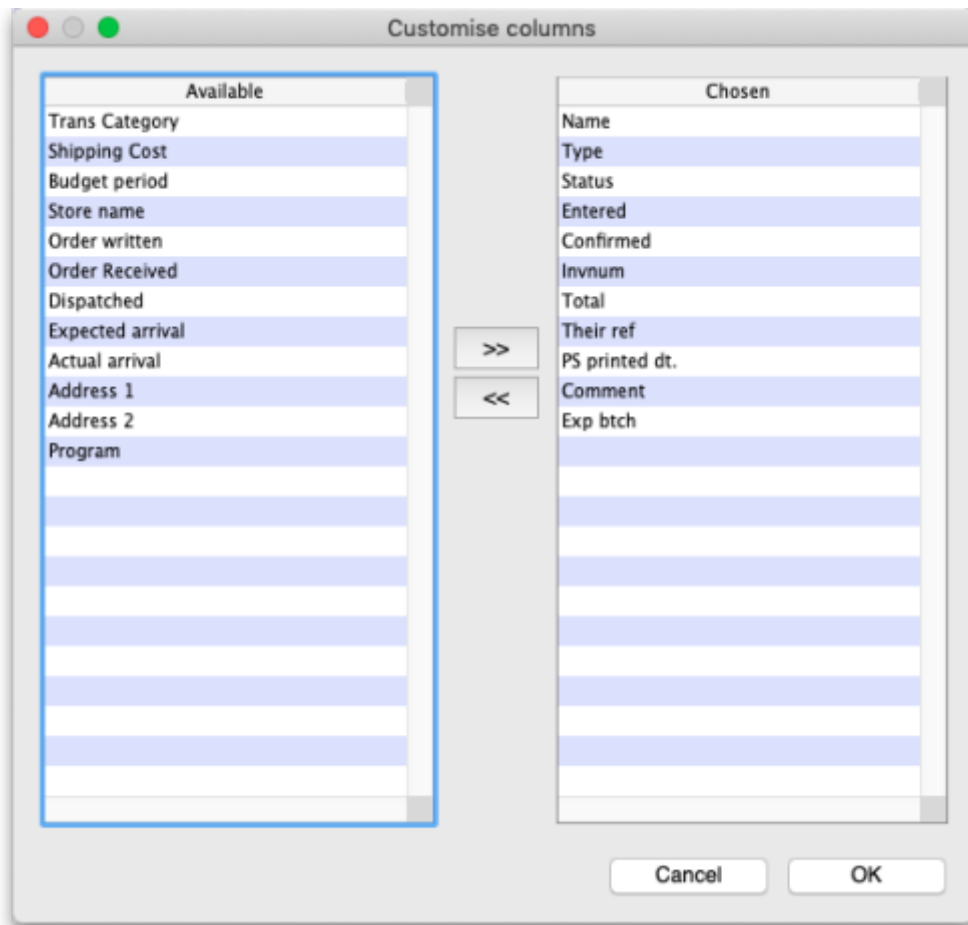 Customise columns
Available
Trans Category
Shipping Cost
Budget period
Store name
Order written
Order Received
Dispatched
Expected arrival
Actual arrival
Address 1
Address 2
Program
>>
<<
Chosen
Name
Type
Status
Entered
Confirmed
Invnum
Total
Their ref
PS printed dt.
Comment
Exp btch
Cancel
OK